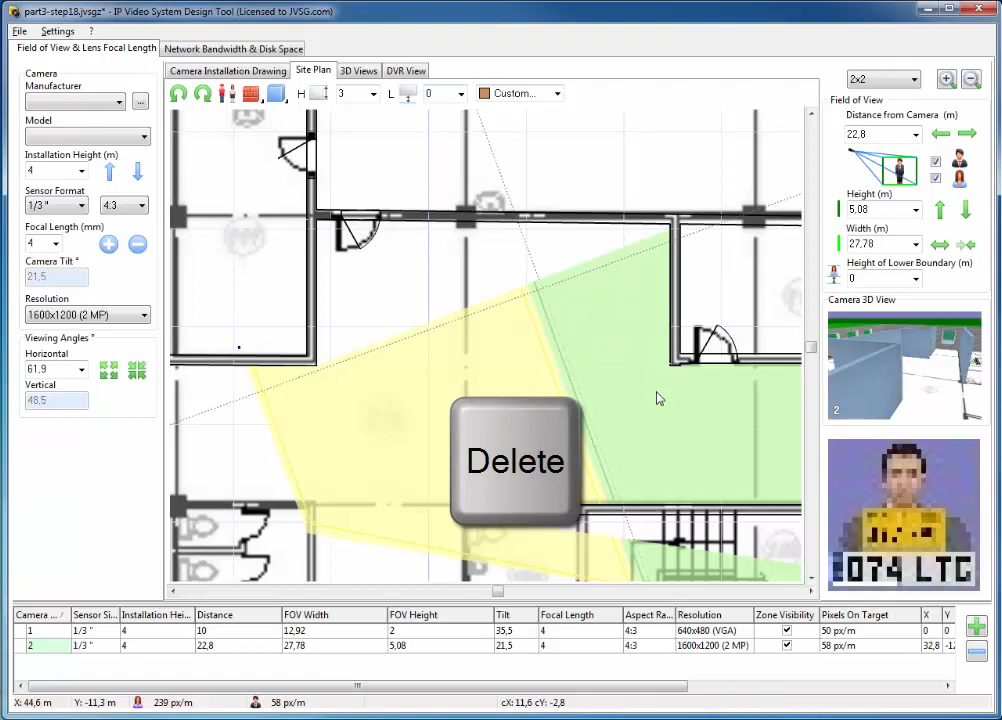 part3-step18.jvsgz* - IP Video System Design Tool (Licensed to JVSG.com)
File Settings ?
Field of View & Lens Focal Length Network Bandwidth & Disk Space
Camera
Manufacturer
...
Model
Installation Height (m)
4
Sensor Format
1/3 " 4:3
Focal Length (mm)
4
Camera Tilt °
21,5
Resolution
1600x1200 (2 MP)
Viewing Angles °
Horizontal
61,9
Vertical
48,5
Camera Installation Drawing Site Plan 3D Views DVR View
H 3 L 0 Custom...
Delete
2x2
Field of View
Distance from Camera (m)
22,8
Height (m)
5,08
Width (m)
27,78
Height of Lower Boundary (m)
0
Camera 3D View
2
074 LTG
Camera ... Sensor Si... Installation Hei... Distance FOV Width FOV Height Tilt Focal Length Aspect Ra... Resolution Zone Visibility Pixels On Target X Y
1 1/3 " 4 10 12,92 2 35,5 4 4:3 640x480 (VGA) 50 px/m 0 0
2 1/3 " 4 22,8 27,78 5,08 21,5 4 4:3 1600x1200 (2 MP) 58 px/m 32,8 -12
X: 44,6 m Y: -11,3 m 239 px/m 58 px/m cX: 11,6 cY: -2,8